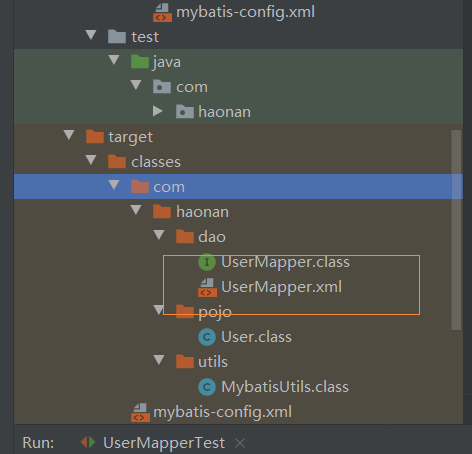 mybatis-config.xml
test
java
com
haonan
target
classes
com
haonan
dao
UserMapper.class
UserMapper.xml
pojo
User.class
utils
MybatisUtils.class
mybatis-config.xml
Run: UserMapperTest